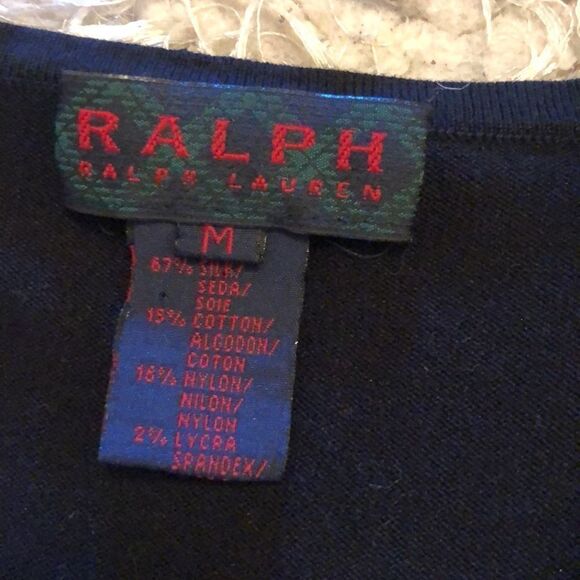 RALPH
RALPH LAUREN
M
67% SILK/
SEDA/
SOIE
15% COTTON/
ALGODON/
COTON
16% NYLON/
NILON/
NYLON
2% LYCRA
SPANDEX/